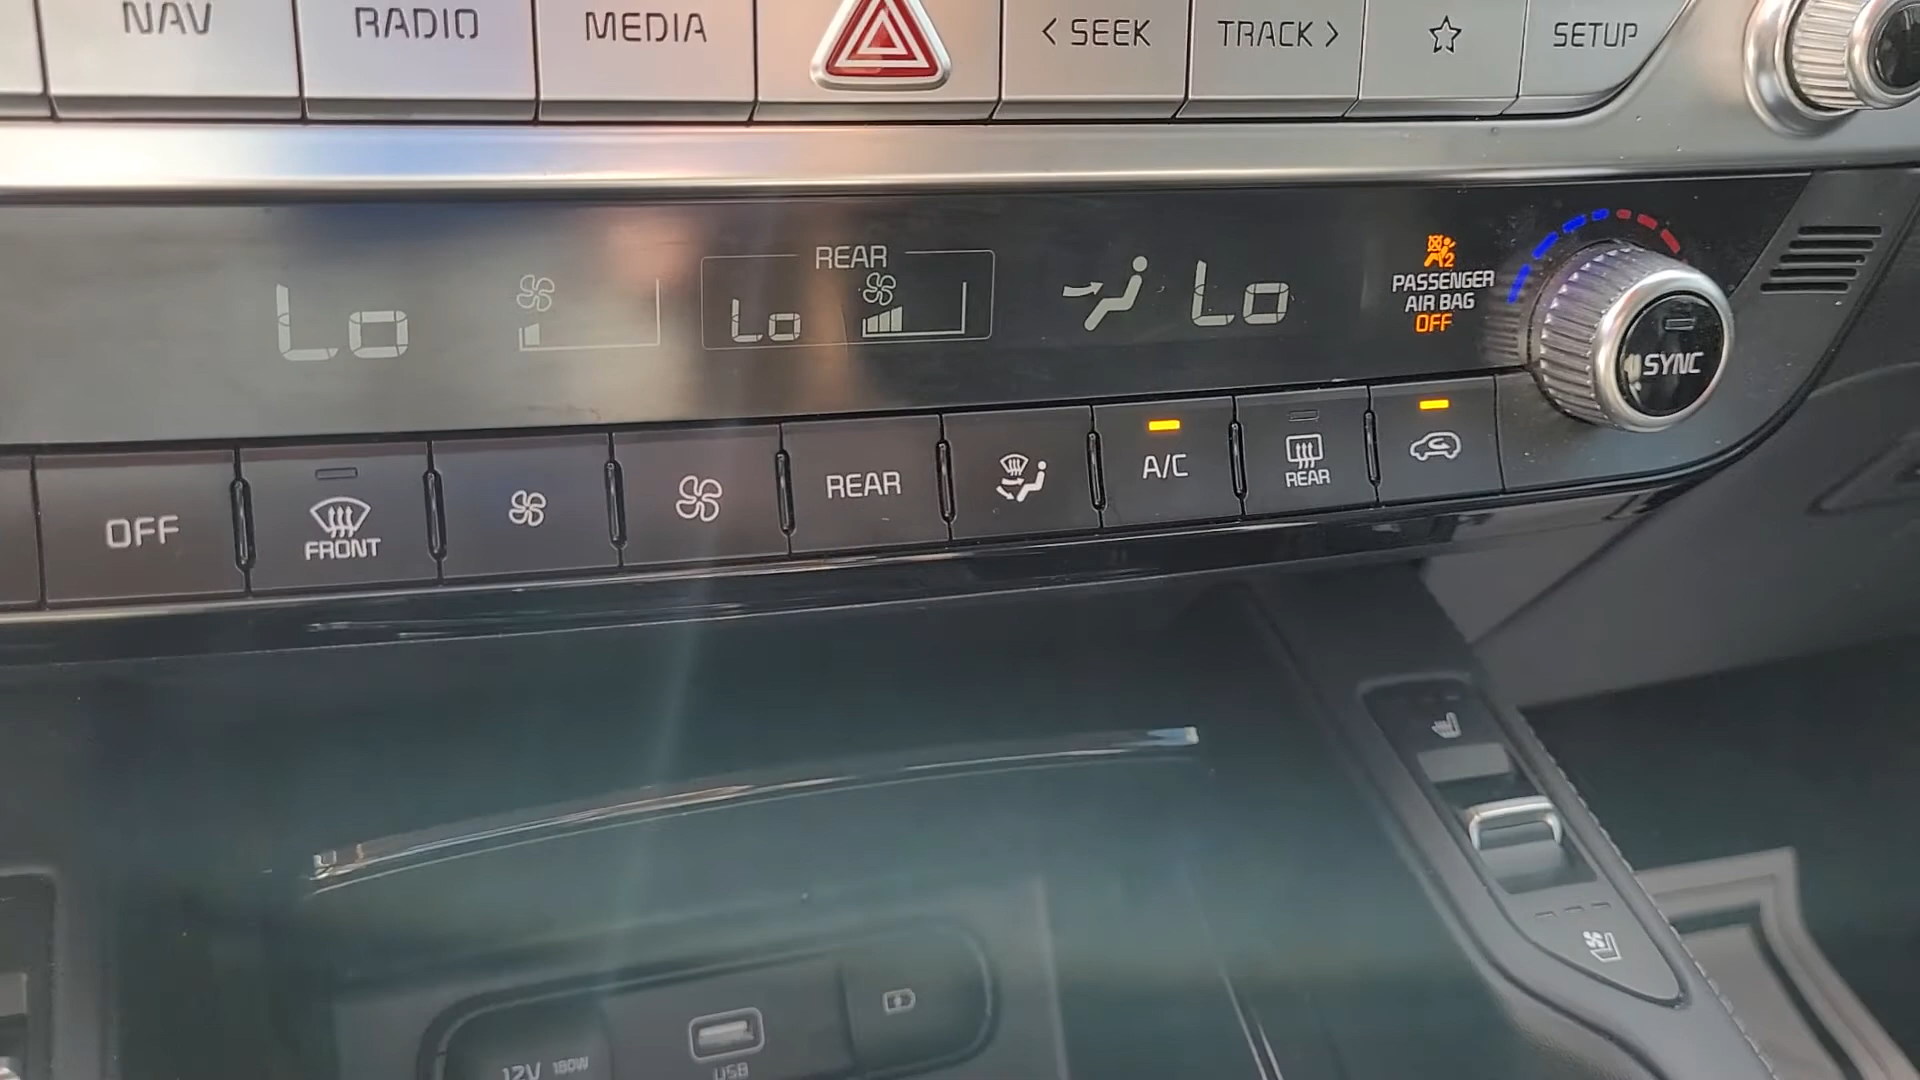 NAV
RADIO
MEDIA
< SEEK
TRACK >
SETUP
Lo
REAR
Lo
Lo
2
PASSENGER
AIR BAG
OFF
SYNC
OFF
FRONT
REAR
A/C
REAR
12V 180W
USB